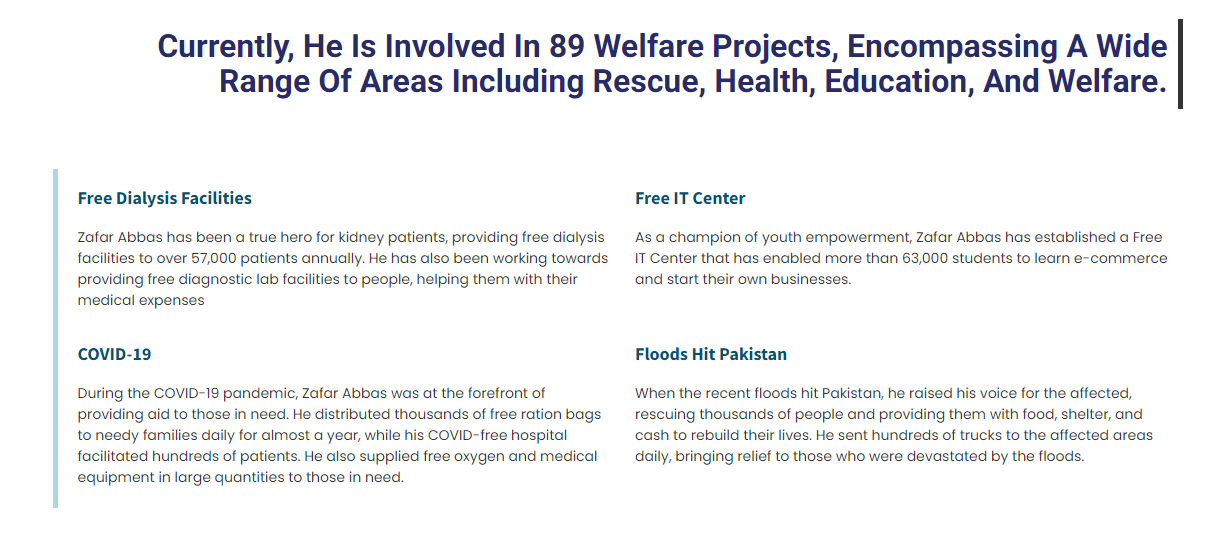 Currently, He Is Involved In 89 Welfare Projects, Encompassing A Wide
Range Of Areas Including Rescue, Health, Education, And Welfare.
Free Dialysis Facilities
Zafar Abbas has been a true hero for kidney patients, providing free dialysis
facilities to over 57,000 patients annually. He has also been working towards
providing free diagnostic lab facilities to people, helping them with their
medical expenses
Free IT Center
As a champion of youth empowerment, Zafar Abbas has established a Free
IT Center that has enabled more than 63,000 students to learn e-commerce
and start their own businesses.
COVID-19
During the COVID-19 pandemic, Zafar Abbas was at the forefront of
providing aid to those in need. He distributed thousands of free ration bags
to needy families daily for almost a year, while his COVID-free hospital
facilitated hundreds of patients. He also supplied free oxygen and medical
equipment in large quantities to those in need.
Floods Hit Pakistan
When the recent floods hit Pakistan, he raised his voice for the affected,
rescuing thousands of people and providing them with food, shelter, and
cash to rebuild their lives. He sent hundreds of trucks to the affected areas
daily, bringing relief to those who were devastated by the floods.